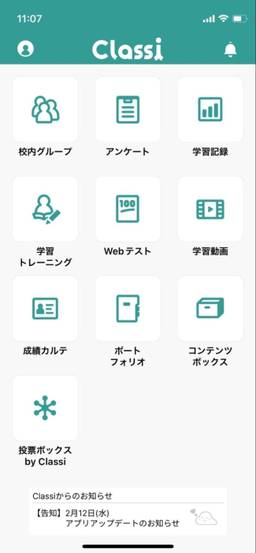 11:07
Classi
校内グループ
アンケート
学習記録
100
学習
トレーニング
Webテスト
学習動画
成績カルテ
ポート
フォリオ
コンテンツ
ボックス
投票ボックス
by Classi
Classiからのお知らせ
【告知】2月12日(水)
アプリアップデートのお知らせ